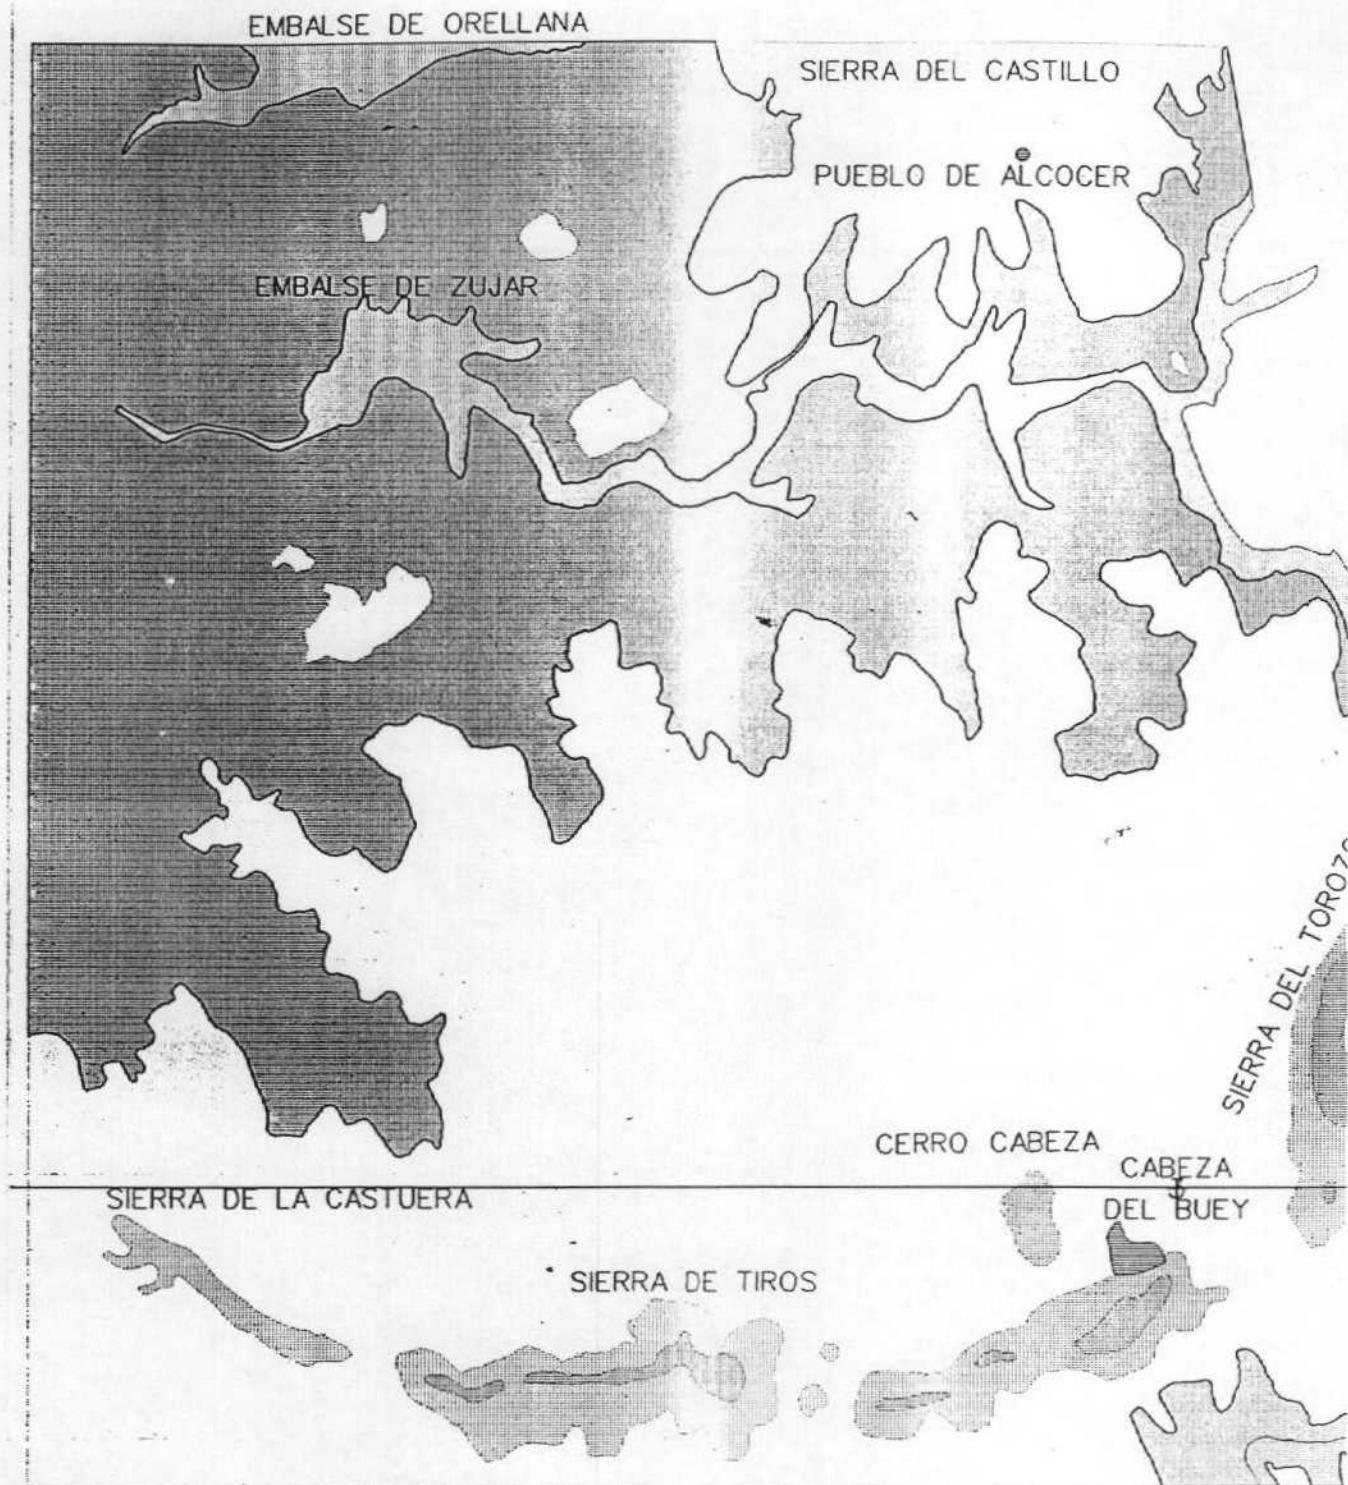 EMBALSE DE ORELLANA
SIERRA DEL CASTILLO
PUEBLO DE ALCOCER
EMBALSE DE ZUJAR
SIERRA DEL TOROZO
CERRO CABEZA
CABEZA
DEL BUEY
SIERRA DE LA CASTUERA
SIERRA DE TIROS